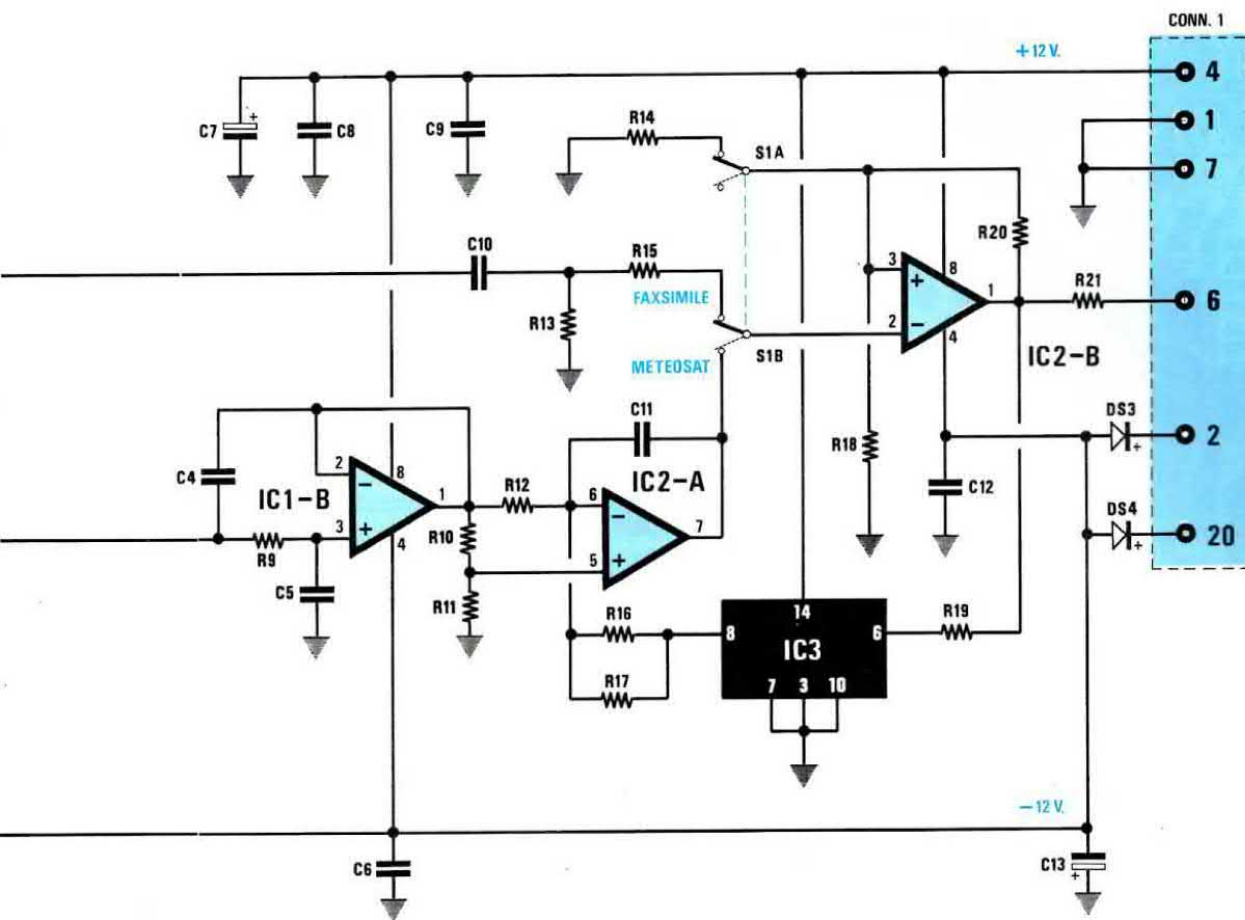 CONN. 1
+12 V.
4
1
7
6
2
20
C7
+
C8
C9
R14
S1A
C10
R15
FAXSIMILE
R13
METEOSAT
S1B
R20
R21
3
+
8
1
2
−
4
IC2-B
R18
C12
DS3
+
DS4
+
C11
IC2-A
C4
IC1-B
2
−
8
1
3
+
4
R9
C5
R12
R10
R11
6
−
7
5
+
R16
R17
14
8
IC3
6
7 3 10
R19
−12 V.
C6
C13
+